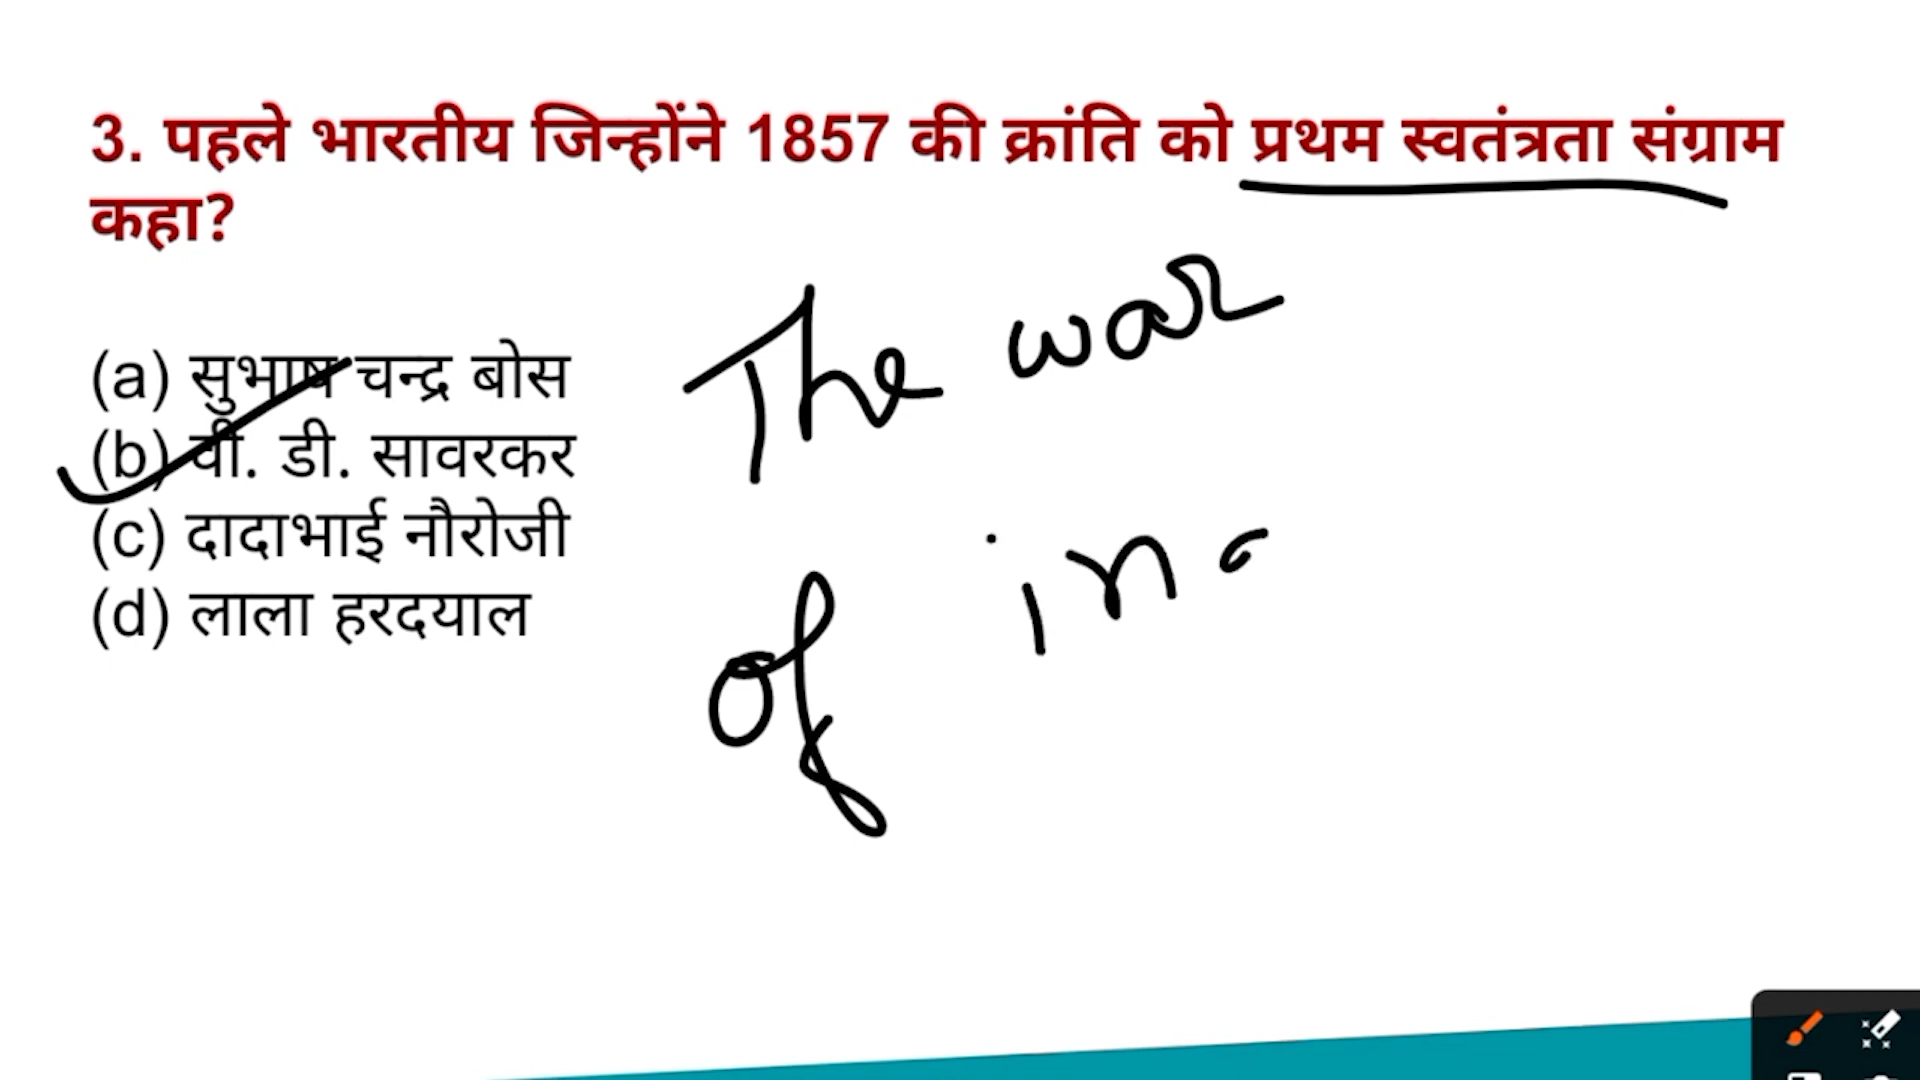 3. पहले भारतीय जिन्होंने 1857 की क्रांति को प्रथम स्वतंत्रता संग्राम
कहा?
(a) सुभाष चन्द्र बोस
(b) वी. डी. सावरकर
(c) दादाभाई नौरोजी
(d) लाला हरदयाल
The war
of in